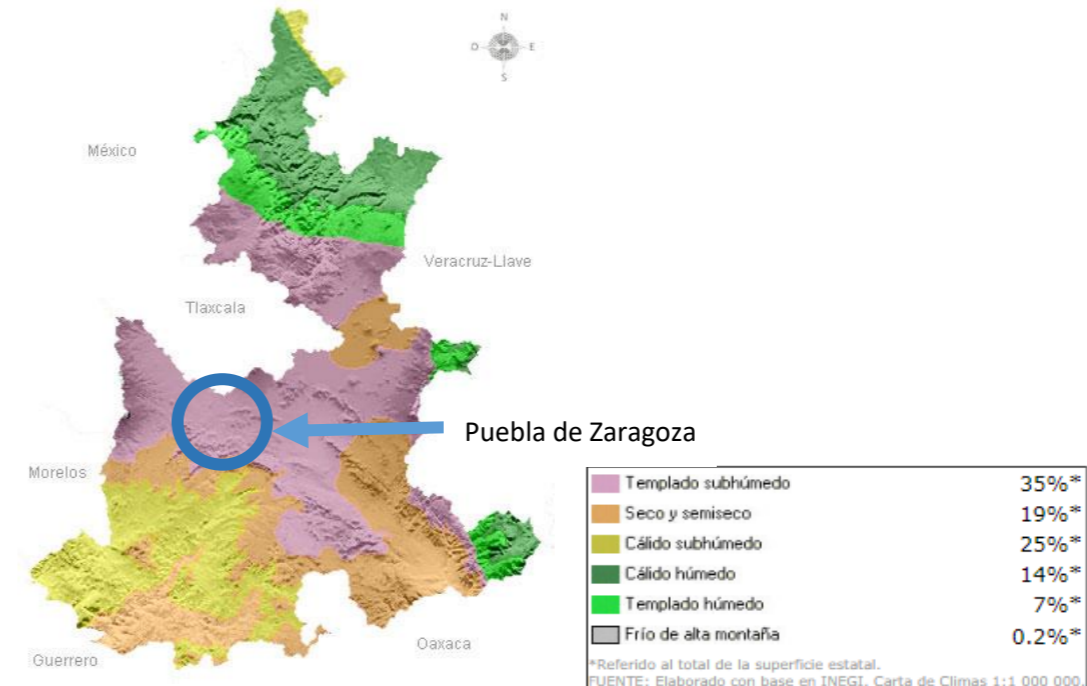 N
O E
S
México
Veracruz-Llave
Tlaxcala
Puebla de Zaragoza
Morelos
Oaxaca
Guerrero
Templado subhúmedo 35%*
Seco y semiseco 19%*
Cálido subhúmedo 25%*
Cálido húmedo 14%*
Templado húmedo 7%*
Frío de alta montaña 0.2%*
*Referido al total de la superficie estatal.
FUENTE: Elaborado con base en INEGI. Carta de Climas 1:1 000 000.